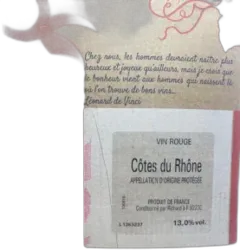 Chez nous, les hommes devraient naître plus
heureux et joyeux qu'ailleurs, mais je crois que
le bonheur vient aux hommes qui naissent là
où l'on trouve de bons vins...
Léonard de Vinci
VIN ROUGE
Côtes du Rhône
APPELLATION D'ORIGINE PROTÉGÉE
PRODUIT DE FRANCE
Conditionné par
13,0% vol.